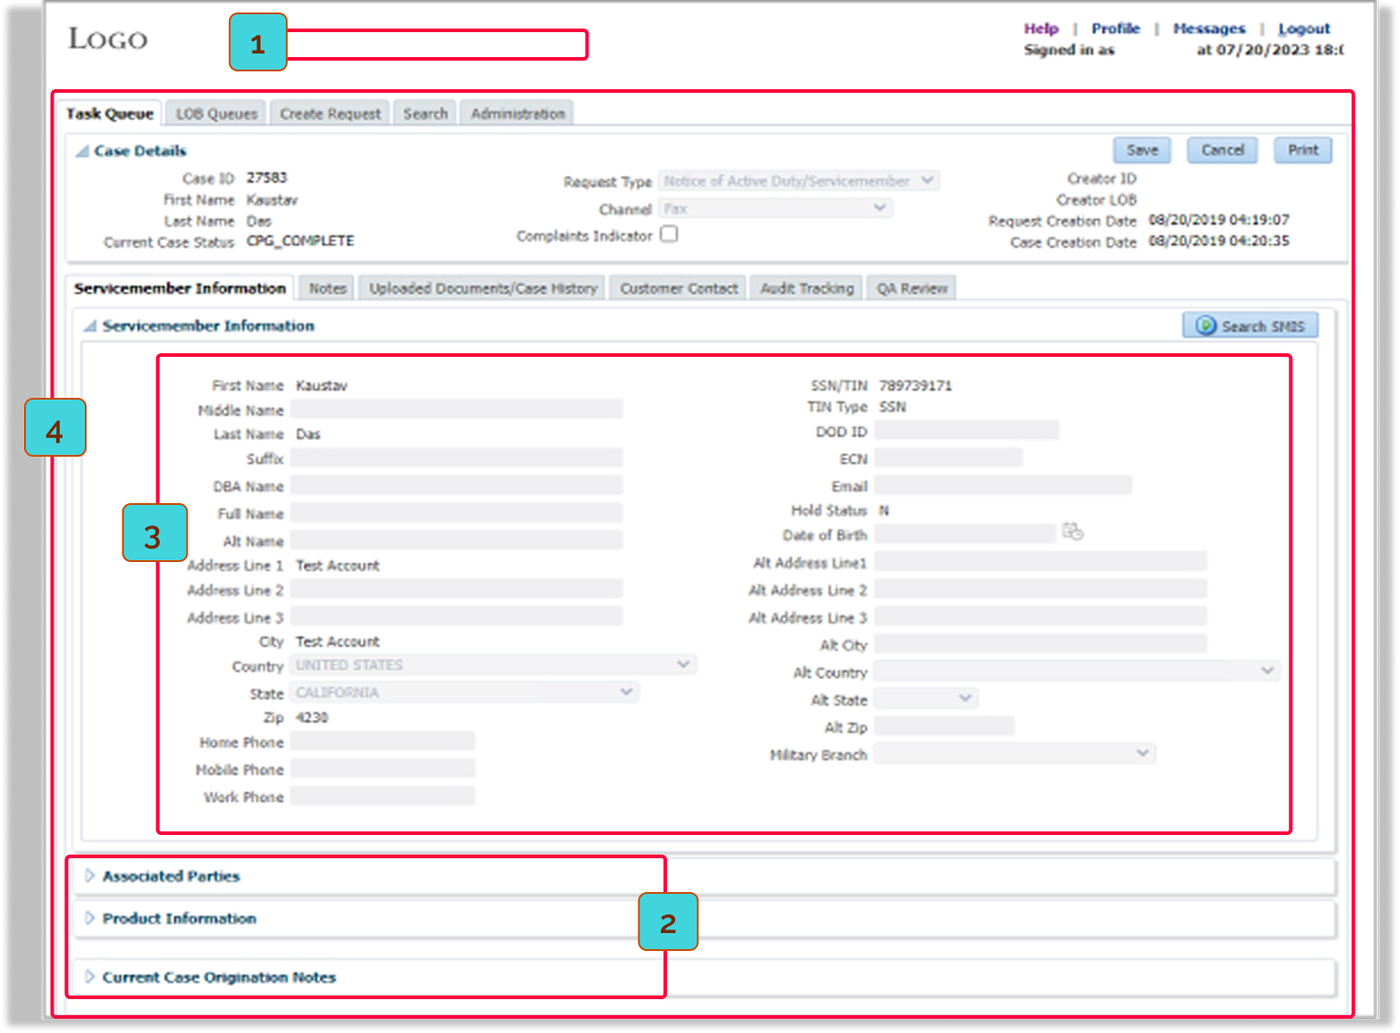 LOGO
1
Help | Profile | Messages | Logout
Signed in as at 07/20/2023 18:(
Task Queue LOB Queues Create Request Search Administration
Case Details Save Cancel Print
Case ID 27583 Request Type Notice of Active Duty/Servicemember Creator ID
First Name Kaustav Channel Fax Creator LOB
Last Name Das Complaints Indicator Request Creation Date 08/20/2019 04:19:07
Current Case Status CPG_COMPLETE Case Creation Date 08/20/2019 04:20:35
Servicemember Information Notes Uploaded Documents/Case History Customer Contact Audit Tracking QA Review
Servicemember Information Search SMIS
First Name Kaustav SSN/TIN 789739171
Middle Name TIN Type SSN
Last Name Das DOD ID
4
Suffix ECN
DBA Name Email
Full Name Hold Status N
3
Alt Name Date of Birth
Address Line 1 Test Account Alt Address Line1
Address Line 2 Alt Address Line 2
Address Line 3 Alt Address Line 3
City Test Account Alt City
Country UNITED STATES Alt Country
State CALIFORNIA Alt State
Zip 4230 Alt Zip
Home Phone Military Branch
Mobile Phone
Work Phone
Associated Parties
Product Information
2
Current Case Origination Notes